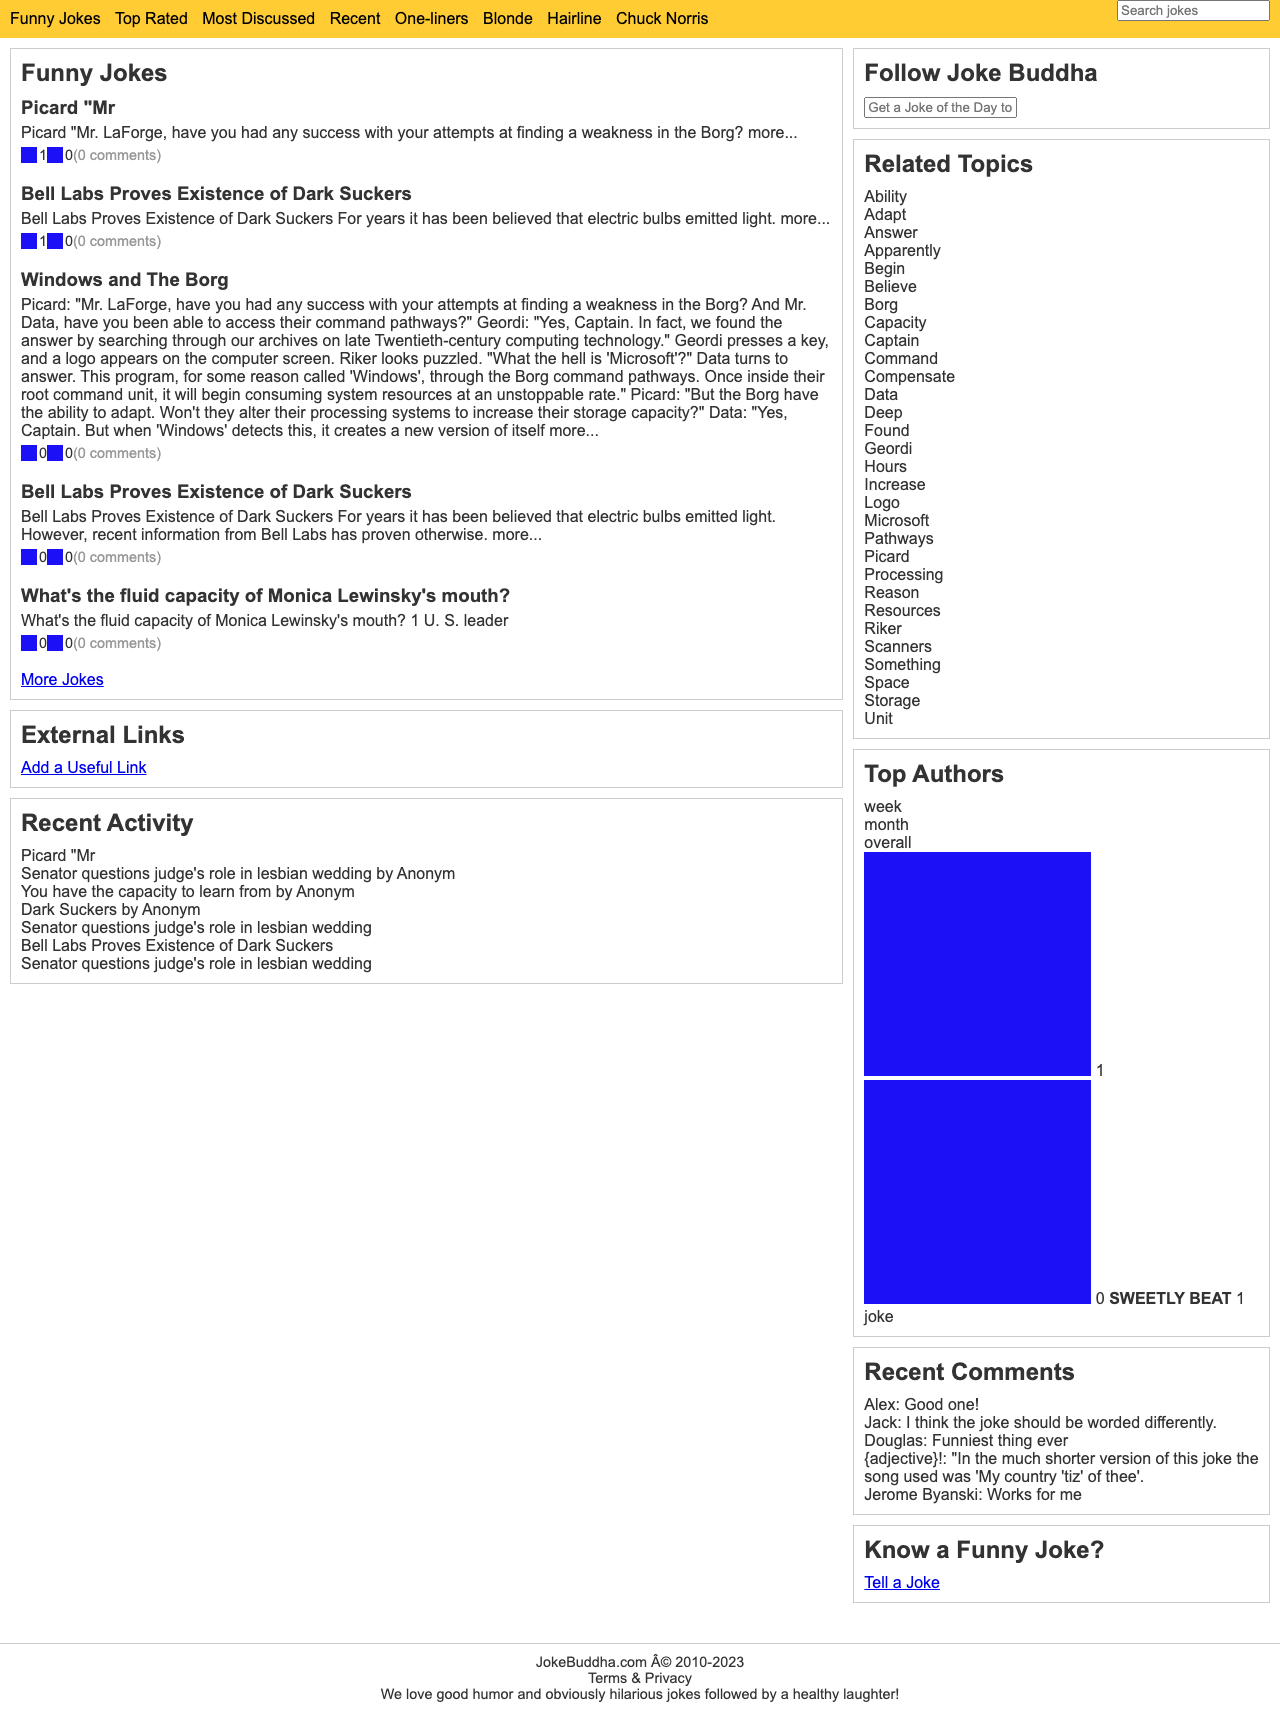 Funny Jokes Top Rated Most Discussed Recent One-liners Blonde Hairline Chuck Norris Search jokes
Funny Jokes
Picard "Mr
Picard "Mr. LaForge, have you had any success with your attempts at finding a weakness in the Borg? more...
1 0(0 comments)
Bell Labs Proves Existence of Dark Suckers
Bell Labs Proves Existence of Dark Suckers For years it has been believed that electric bulbs emitted light. more...
1 0(0 comments)
Windows and The Borg
Picard: "Mr. LaForge, have you had any success with your attempts at finding a weakness in the Borg? And Mr.
Data, have you been able to access their command pathways?" Geordi: "Yes, Captain. In fact, we found the
answer by searching through our archives on late Twentieth-century computing technology." Geordi presses a key,
and a logo appears on the computer screen. Riker looks puzzled. "What the hell is 'Microsoft'?" Data turns to
answer. This program, for some reason called 'Windows', through the Borg command pathways. Once inside their
root command unit, it will begin consuming system resources at an unstoppable rate." Picard: "But the Borg have
the ability to adapt. Won't they alter their processing systems to increase their storage capacity?" Data: "Yes,
Captain. But when 'Windows' detects this, it creates a new version of itself more...
0 0(0 comments)
Bell Labs Proves Existence of Dark Suckers
Bell Labs Proves Existence of Dark Suckers For years it has been believed that electric bulbs emitted light.
However, recent information from Bell Labs has proven otherwise. more...
0 0(0 comments)
What's the fluid capacity of Monica Lewinsky's mouth?
What's the fluid capacity of Monica Lewinsky's mouth? 1 U. S. leader
0 0(0 comments)
More Jokes
External Links
Add a Useful Link
Recent Activity
Picard "Mr
Senator questions judge's role in lesbian wedding by Anonym
You have the capacity to learn from by Anonym
Dark Suckers by Anonym
Senator questions judge's role in lesbian wedding
Bell Labs Proves Existence of Dark Suckers
Senator questions judge's role in lesbian wedding
Follow Joke Buddha
Get a Joke of the Day to
Related Topics
Ability
Adapt
Answer
Apparently
Begin
Believe
Borg
Capacity
Captain
Command
Compensate
Data
Deep
Found
Geordi
Hours
Increase
Logo
Microsoft
Pathways
Picard
Processing
Reason
Resources
Riker
Scanners
Something
Space
Storage
Unit
Top Authors
week
month
overall
1
0 SWEETLY BEAT 1
joke
Recent Comments
Alex: Good one!
Jack: I think the joke should be worded differently.
Douglas: Funniest thing ever
{adjective}!: "In the much shorter version of this joke the
song used was 'My country 'tiz' of thee'.
Jerome Byanski: Works for me
Know a Funny Joke?
Tell a Joke
JokeBuddha.com Â© 2010-2023
Terms & Privacy
We love good humor and obviously hilarious jokes followed by a healthy laughter!